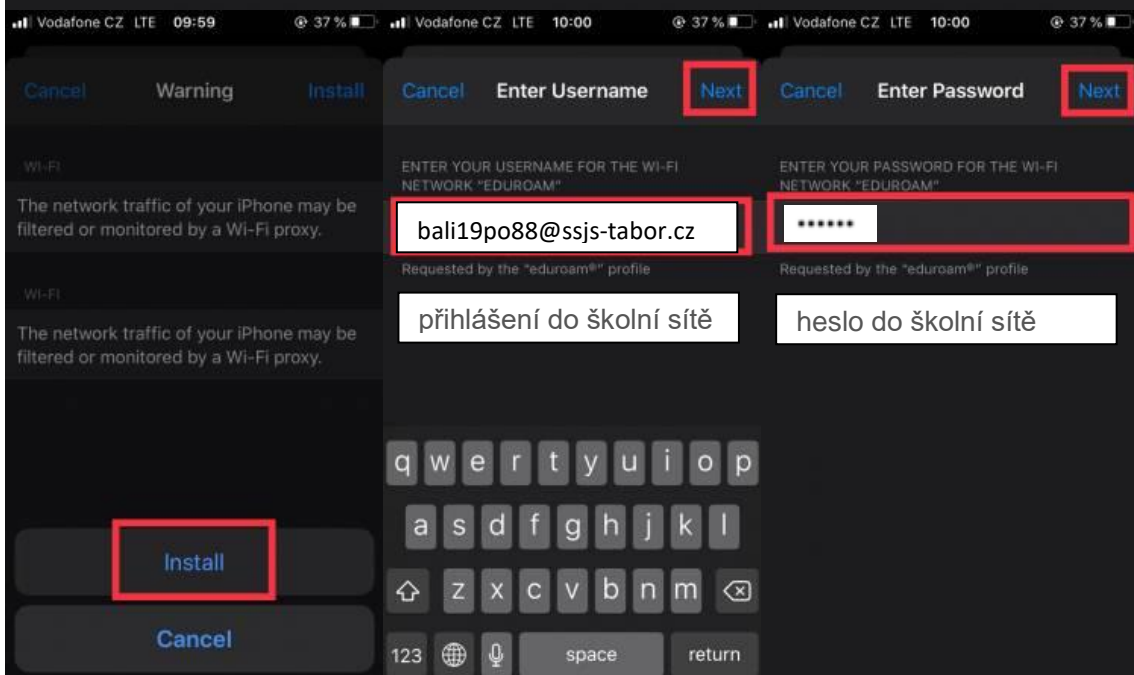 Vodafone CZ LTE 09:59 37 %
Cancel Warning Install
WI-FI
The network traffic of your iPhone may be
filtered or monitored by a Wi-Fi proxy.
WI-FI
The network traffic of your iPhone may be
filtered or monitored by a Wi-Fi proxy.
Install
Cancel
Vodafone CZ LTE 10:00 37 %
Cancel Enter Username Next
ENTER YOUR USERNAME FOR THE WI-FI
NETWORK "EDUROAM"
bali19po88@ssjs-tabor.cz
Requested by the "eduroam®" profile
přihlášení do školní sítě
q w e r t y u i o p
a s d f g h j k l
z x c v b n m
123 space return
Vodafone CZ LTE 10:00 37 %
Cancel Enter Password Next
ENTER YOUR PASSWORD FOR THE WI-FI
NETWORK "EDUROAM"
••••••
Requested by the "eduroam®" profile
heslo do školní sítě